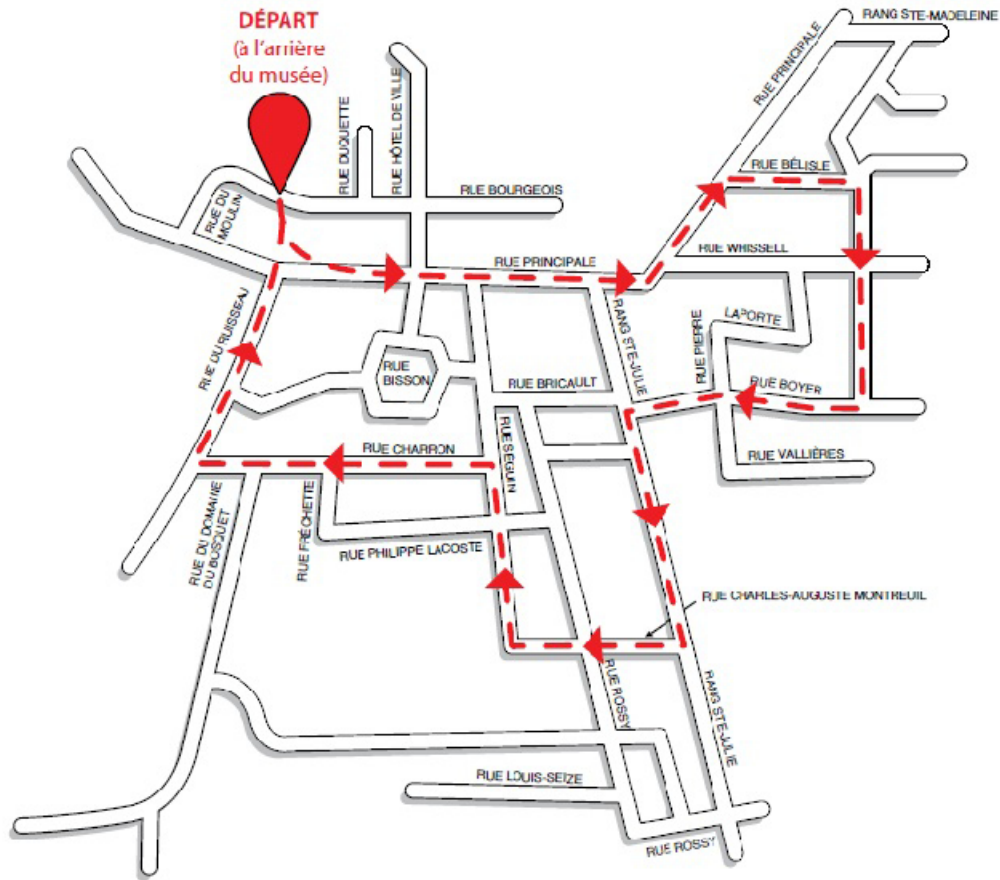 DÉPART
(à l'arrière
du musée)
RANG STE-MADELEINE
RUE PRINCIPALE
RUE HÔTEL DE VILLE
RUE DUQUETTE
RUE BÉLISLE
RUE BOURGEOIS
RUE DU
MOULIN
RUE WHISSELL
RUE PRINCIPALE
RUE DU RUISSEAU
RANG STE-JULIE
LAPORTE
RUE PIERRE
RUE
BISSON
RUE BRICAULT
RUE BOYER
RUE CHARRON
RUE SEGUIN
RUE VALLIÈRES
RUE DU DOMAINE
DU BOSQUET
RUE FRÉCHETTE
RUE PHILIPPE LACOSTE
RUE CHARLES-AUGUSTE MONTREUIL
RUE ROSSY
RANG STE-JULIE
RUE LOUIS-SEIZE
RUE ROSSY